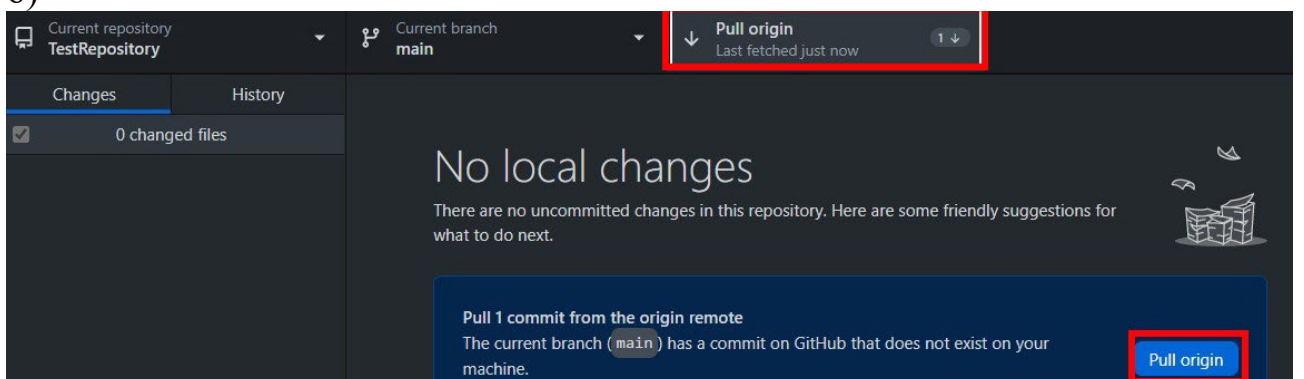 Current repository
TestRepository
Current branch
main
Pull origin
Last fetched just now
1
Changes
History
0 changed files
No local changes
There are no uncommitted changes in this repository. Here are some friendly suggestions for
what to do next.
Pull 1 commit from the origin remote
The current branch ( main ) has a commit on GitHub that does not exist on your
machine.
Pull origin